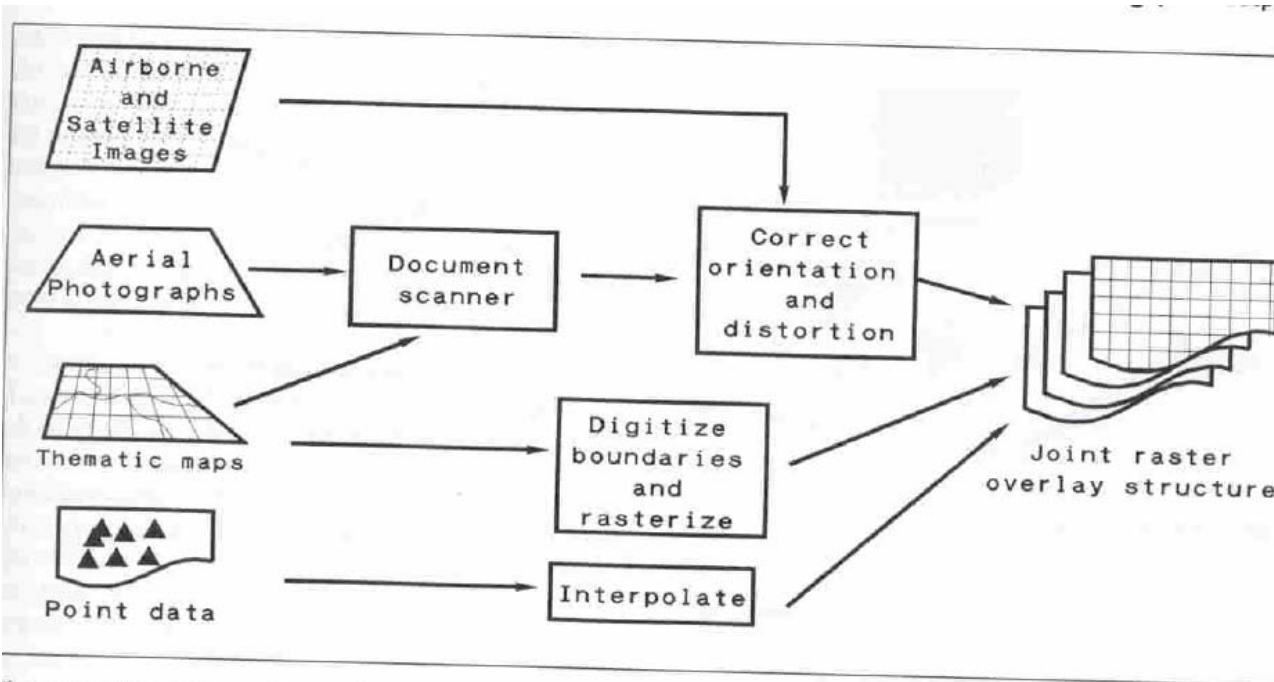 Airborne
and
Satellite
Images
Aerial
Photographs
Document
scanner
Correct
orientation
and
distortion
Thematic maps
Digitize
boundaries
and
rasterize
Joint raster
overlay structure
Point data
Interpolate